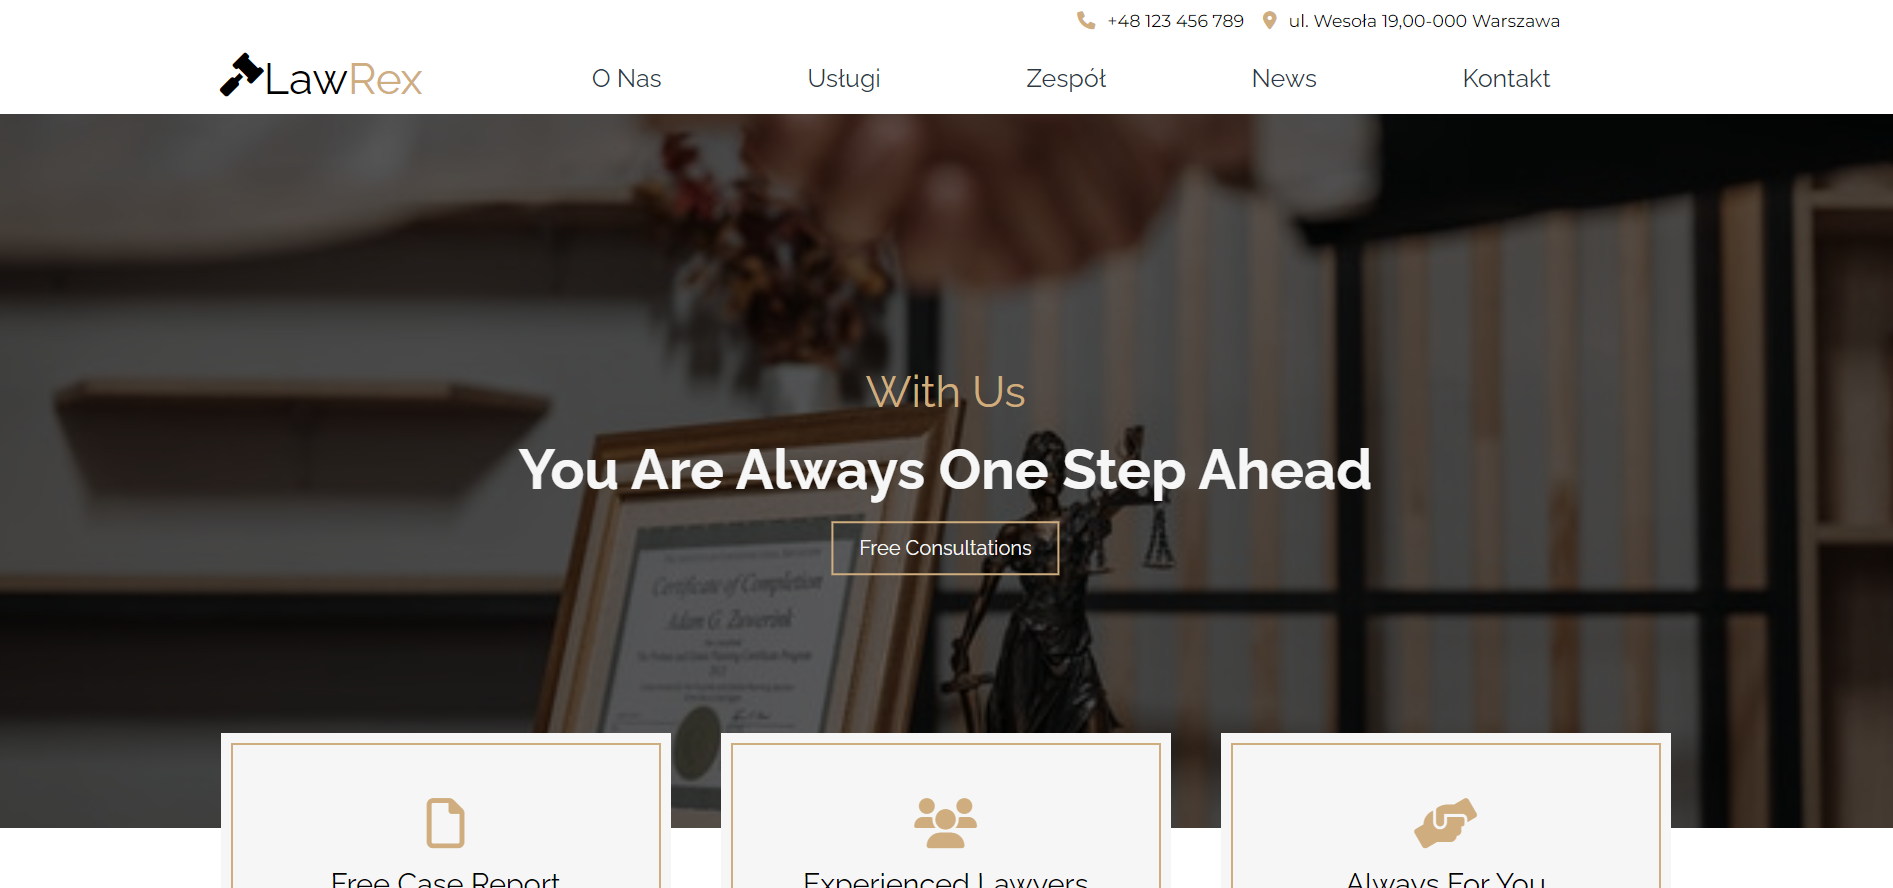 +48 123 456 789 ul. Wesoła 19,00-000 Warszawa
LawRex O Nas Usługi Zespół News Kontakt
With Us
You Are Always One Step Ahead
Free Consultations
Certificate of Completion
Adam G. Zuwerink
Free Case Report Experienced Lawyers Always For You